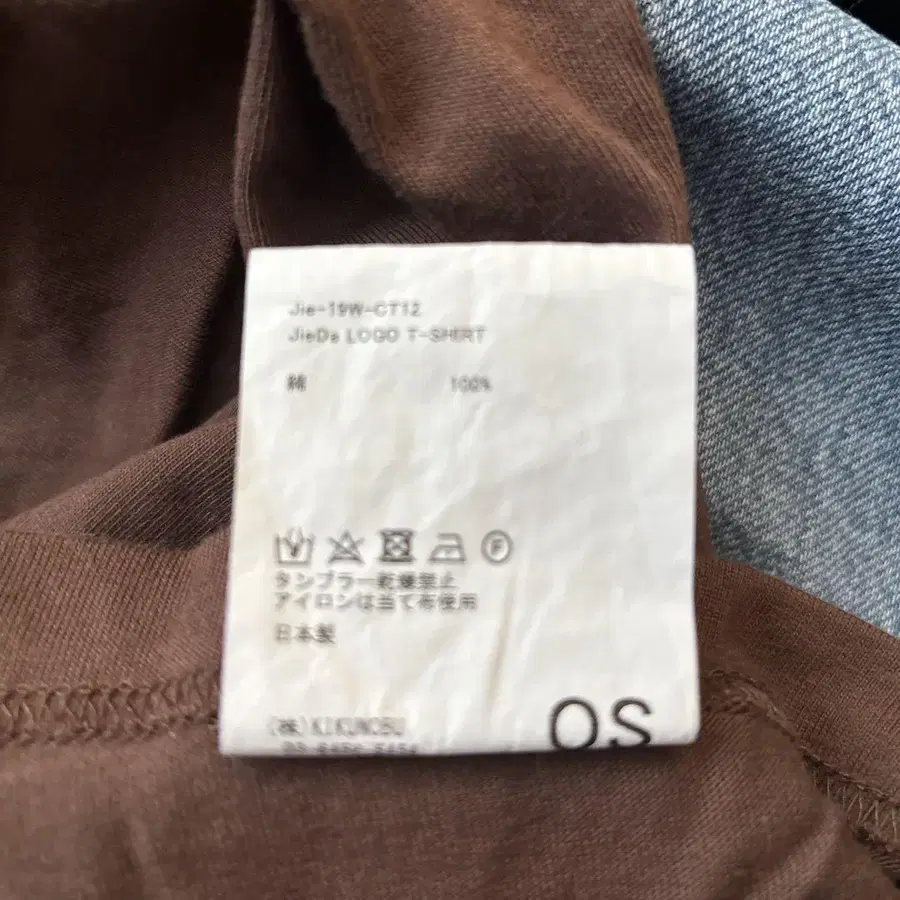 Jie-19W-CT12
JieDa LOGO T-SHIRT
綿 100%
F
タンブラー乾燥禁止
アイロンは当て布使用
日本製
(株)KIKUNOBU
OS